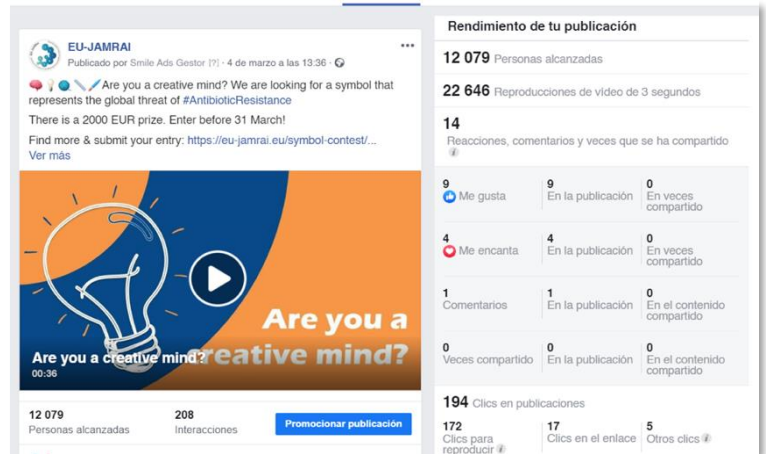 EU-JAMRAI
Publicado por Smile Ads Gestor [?] · 4 de marzo a las 13:36 ·
Are you a creative mind? We are looking for a symbol that
represents the global threat of #AntibioticResistance
There is a 2000 EUR prize. Enter before 31 March!
Find more & submit your entry: https://eu-jamrai.eu/symbol-contest/...
Ver más
Are you a
creative mind?
Are you a creative mind?
00:36
12 079
Personas alcanzadas
208
Interacciones
Promocionar publicación
Rendimiento de tu publicación
12 079 Personas alcanzadas
22 646 Reproducciones de vídeo de 3 segundos
14
Reacciones, comentarios y veces que se ha compartido
9
Me gusta
9
En la publicación
0
En veces
compartido
4
Me encanta
4
En la publicación
0
En veces
compartido
1
Comentarios
1
En la publicación
0
En el contenido
compartido
0
Veces compartido
0
En la publicación
0
En el contenido
compartido
194 Clics en publicaciones
172
Clics para
reproducir
17
Clics en el enlace
5
Otros clics